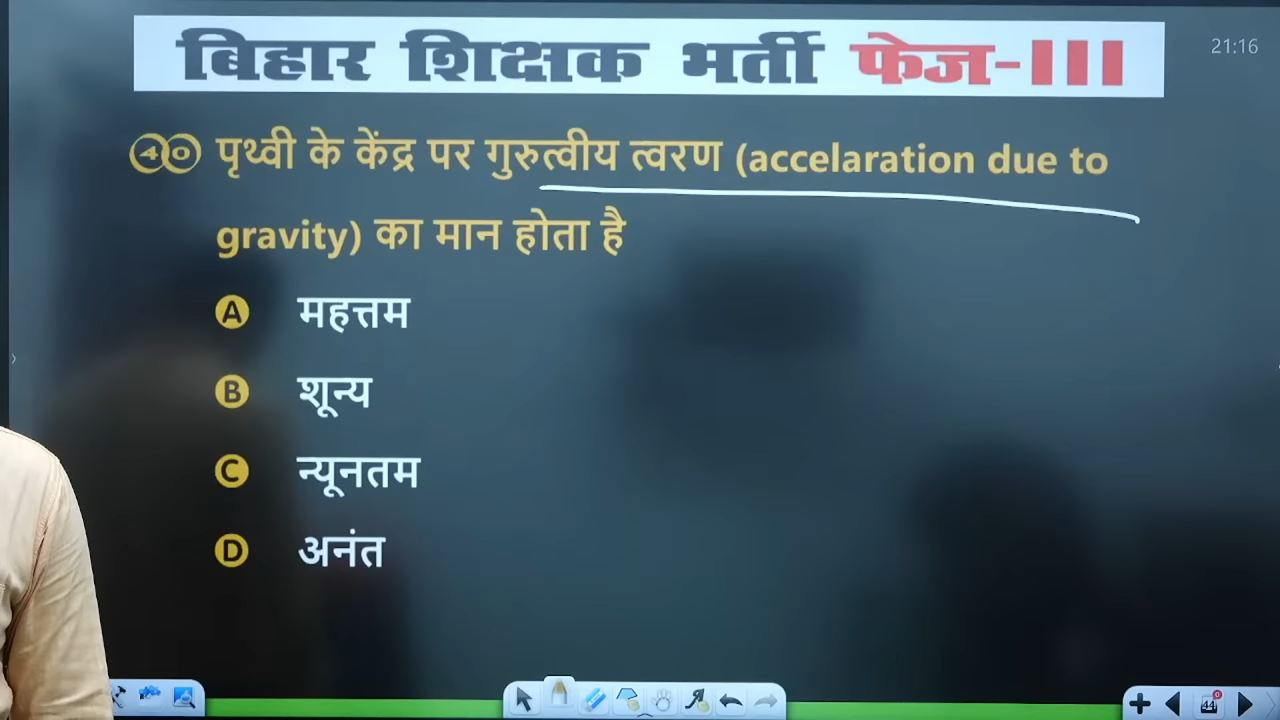 बिहार शिक्षक भर्ती फेज-III
21:16
40 पृथ्वी के केंद्र पर गुरुत्वीय त्वरण (accelaration due to
gravity) का मान होता है
A महत्तम
B शून्य
C न्यूनतम
D अनंत
44